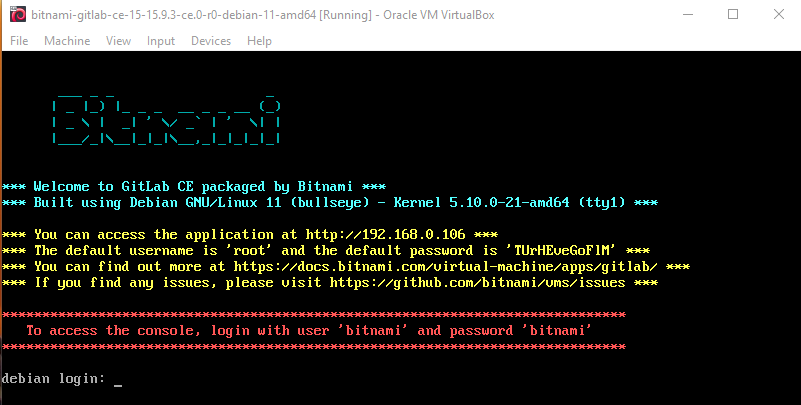 bitnami-gitlab-ce-15-15.9.3-ce.0-r0-debian-11-amd64 [Running] - Oracle VM VirtualBox
File Machine View Input Devices Help
Bitnami
*** Welcome to GitLab CE packaged by Bitnami ***
*** Built using Debian GNU/Linux 11 (bullseye) - Kernel 5.10.0-21-amd64 (tty1) ***
*** You can access the application at http://192.168.0.106 ***
*** The default username is 'root' and the default password is 'TUrHEveGoFlM' ***
*** You can find out more at https://docs.bitnami.com/virtual-machine/apps/gitlab/ ***
*** If you find any issues, please visit https://github.com/bitnami/vms/issues ***
******************************************************************************
To access the console, login with user 'bitnami' and password 'bitnami'
******************************************************************************
debian login: _